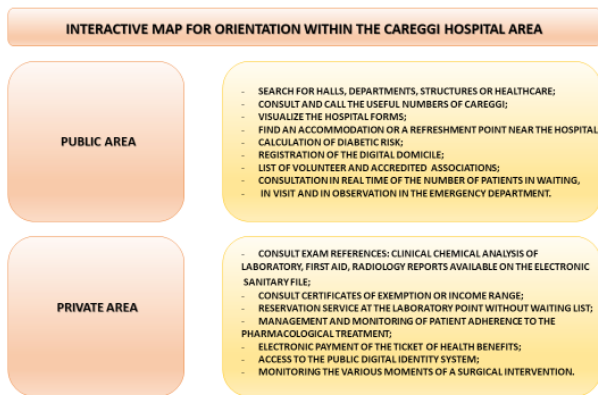 INTERACTIVE MAP FOR ORIENTATION WITHIN THE CAREGGI HOSPITAL AREA
PUBLIC AREA
- SEARCH FOR HALLS, DEPARTMENTS, STRUCTURES OR HEALTHCARE;
- CONSULT AND CALL THE USEFUL NUMBERS OF CAREGGI;
- VISUALIZE THE HOSPITAL FORMS;
- FIND AN ACCOMMODATION OR A REFRESHMENT POINT NEAR THE HOSPITAL
- CALCULATION OF DIABETIC RISK;
- REGISTRATION OF THE DIGITAL DOMICILE;
- LIST OF VOLUNTEER AND ACCREDITED ASSOCIATIONS;
- CONSULTATION IN REAL TIME OF THE NUMBER OF PATIENTS IN WAITING,
- IN VISIT AND IN OBSERVATION IN THE EMERGENCY DEPARTMENT.
PRIVATE AREA
- CONSULT EXAM REFERENCES: CLINICAL CHEMICAL ANALYSIS OF
LABORATORY, FIRST AID, RADIOLOGY REPORTS AVAILABLE ON THE ELECTRONIC
SANITARY FILE;
- CONSULT CERTIFICATES OF EXEMPTION OR INCOME RANGE;
- RESERVATION SERVICE AT THE LABORATORY POINT WITHOUT WAITING LIST;
- MANAGEMENT AND MONITORING OF PATIENT ADHERENCE TO THE
PHARMACOLOGICAL TREATMENT;
- ELECTRONIC PAYMENT OF THE TICKET OF HEALTH BENEFITS;
- ACCESS TO THE PUBLIC DIGITAL IDENTITY SYSTEM;
- MONITORING THE VARIOUS MOMENTS OF A SURGICAL INTERVENTION.